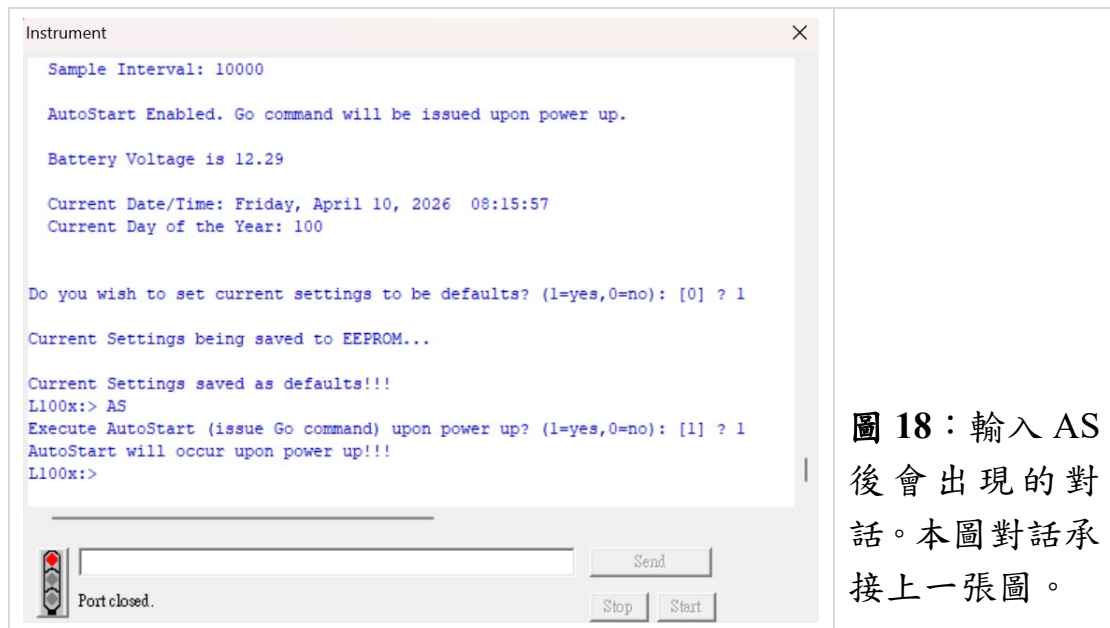 Instrument
Sample Interval: 10000
AutoStart Enabled. Go command will be issued upon power up.
Battery Voltage is 12.29
Current Date/Time: Friday, April 10, 2026  08:15:57
Current Day of the Year: 100
Do you wish to set current settings to be defaults? (1=yes,0=no): [0] ? 1
Current Settings being saved to EEPROM...
Current Settings saved as defaults!!!
L100x:> AS
Execute AutoStart (issue Go command) upon power up? (1=yes,0=no): [1] ? 1
AutoStart will occur upon power up!!!
L100x:>
Send
Port closed.
Stop
Start
圖 18：輸入 AS
後會出現的對
話。本圖對話承
接上一張圖。